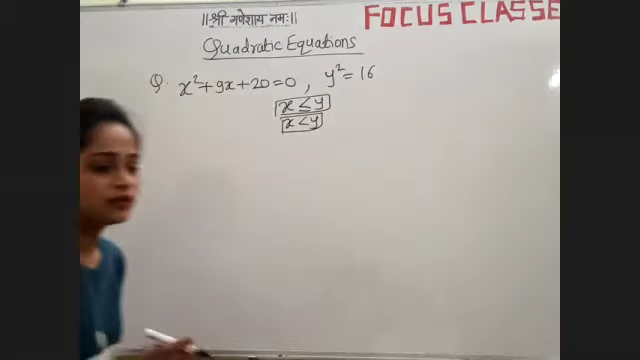 ||श्री गणेशाय नमः||
FOCUS CLASSE
Quadratic Equations
Q. x²+9x+20=0, y²=16
x≤y
x<y